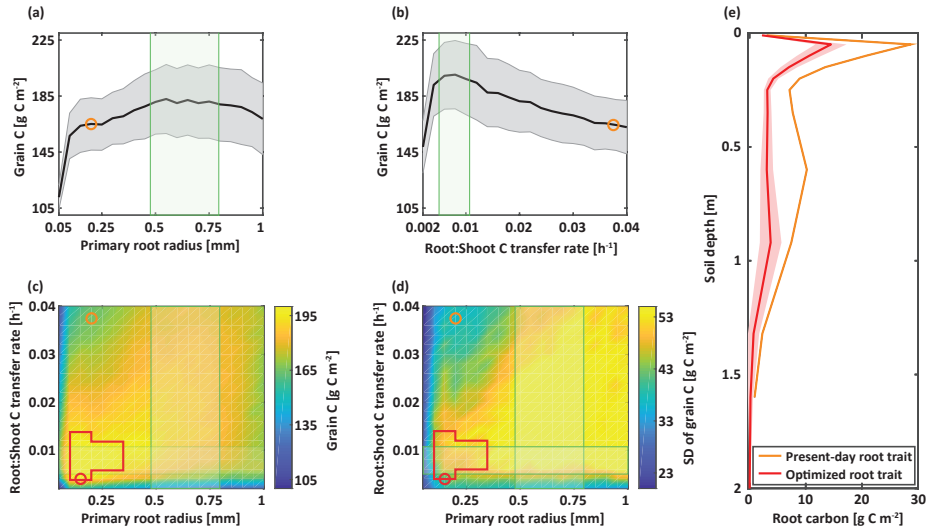 (a)
Grain C [g C m⁻²]
225
185
145
105
0.05
0.25
0.5
0.75
1
Primary root radius [mm]
(b)
Grain C [g C m⁻²]
225
185
145
105
0.002
0.01
0.02
0.03
0.04
Root:Shoot C transfer rate [h⁻¹]
(c)
Root:Shoot C transfer rate [h⁻¹]
0.04
0.03
0.02
0.01
0.25
0.5
0.75
1
Primary root radius [mm]
195
165
135
105
Grain C [g C m⁻²]
(d)
Root:Shoot C transfer rate [h⁻¹]
0.04
0.03
0.02
0.01
0.25
0.5
0.75
1
Primary root radius [mm]
53
43
33
23
SD of grain C [g C m⁻²]
(e)
Soil depth [m]
0
0.5
1
1.5
2
0
10
20
30
Root carbon [g C m⁻²]
Present-day root trait
Optimized root trait